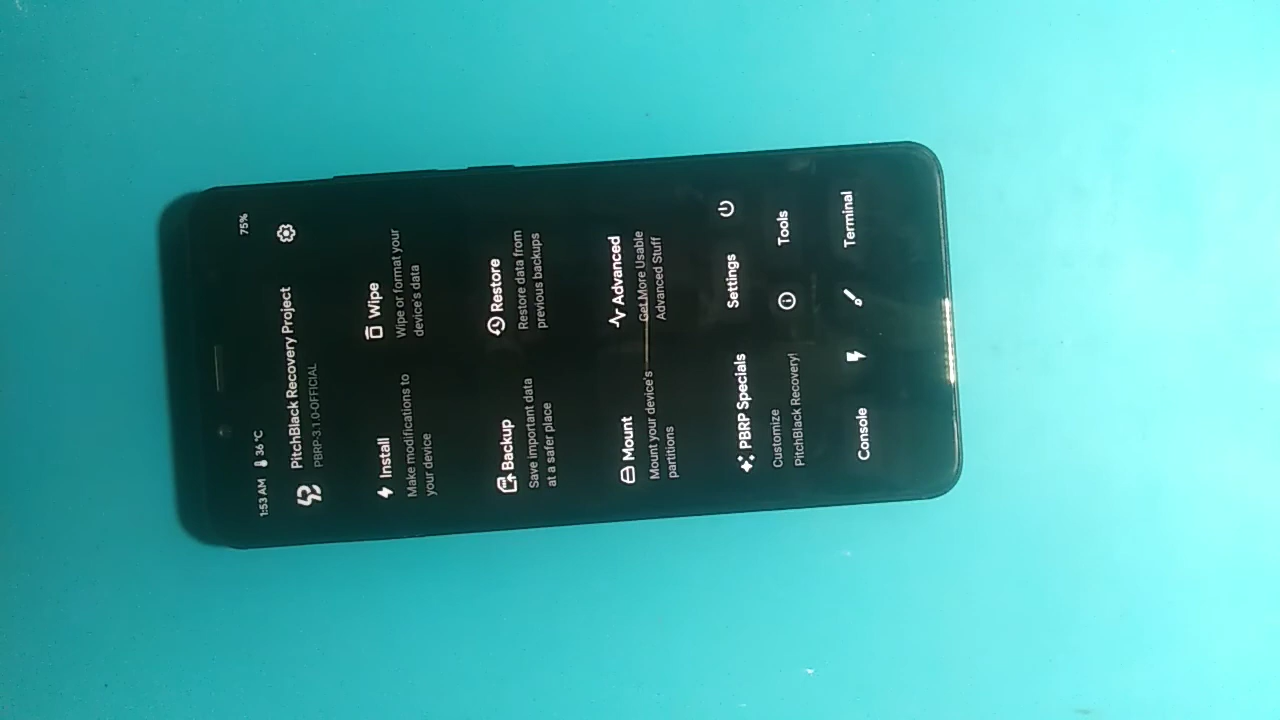 1:53 AM 36 °C 75%
PitchBlack Recovery Project
PBRP-3.1.0-OFFICIAL
Install
Make modifications to
your device
Wipe
Wipe or format your
device's data
Backup
Save important data
at a safer place
Restore
Restore data from
previous backups
Mount
Mount your device's
partitions
Advanced
Get More Usable
Advanced Stuff
PBRP Specials
Customize
PitchBlack Recovery!
Settings
Tools
Console
Terminal